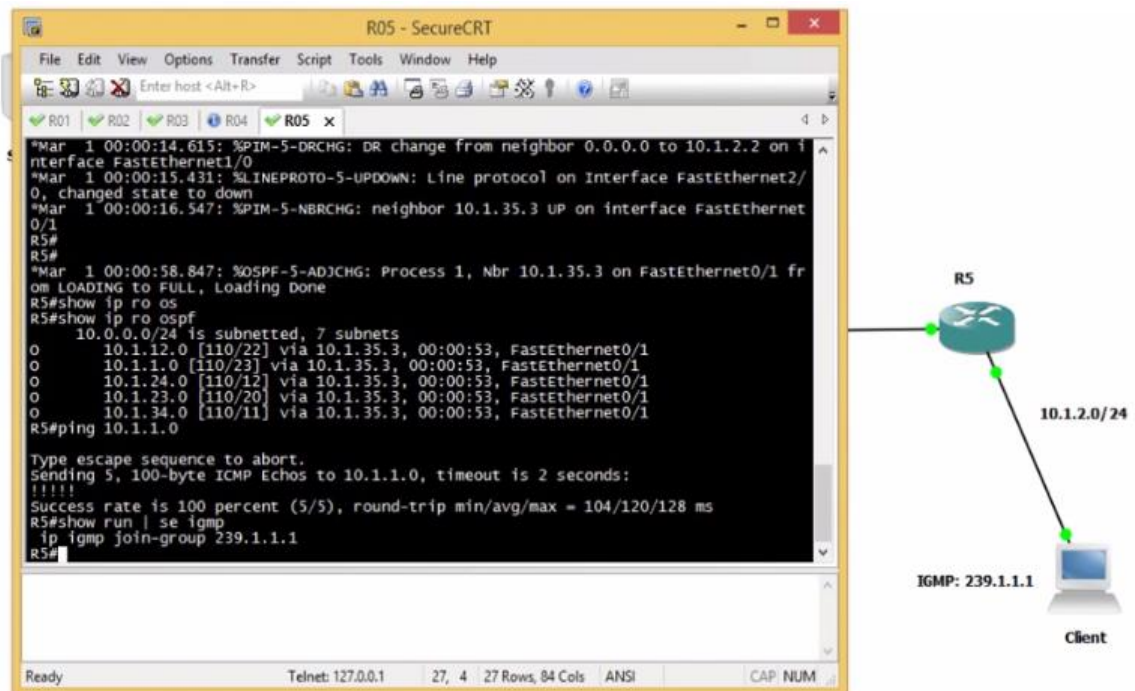 R05 - SecureCRT
File Edit View Options Transfer Script Tools Window Help
Enter host <Alt+R>
R01 R02 R03 R04 R05 x
*Mar 1 00:00:14.615: %PIM-5-DRCHG: DR change from neighbor 0.0.0.0 to 10.1.2.2 on i
nterface FastEthernet1/0
*Mar 1 00:00:15.431: %LINEPROTO-5-UPDOWN: Line protocol on Interface FastEthernet2/
0, changed state to down
*Mar 1 00:00:16.547: %PIM-5-NBRCHG: neighbor 10.1.35.3 UP on interface FastEthernet
0/1
R5#
R5#
*Mar 1 00:00:58.847: %OSPF-5-ADJCHG: Process 1, Nbr 10.1.35.3 on FastEthernet0/1 fr
om LOADING to FULL, Loading Done
R5#show ip ro os
R5#show ip ro ospf
10.0.0.0/24 is subnetted, 7 subnets
O 10.1.12.0 [110/22] via 10.1.35.3, 00:00:53, FastEthernet0/1
O 10.1.1.0 [110/23] via 10.1.35.3, 00:00:53, FastEthernet0/1
O 10.1.24.0 [110/12] via 10.1.35.3, 00:00:53, FastEthernet0/1
O 10.1.23.0 [110/20] via 10.1.35.3, 00:00:53, FastEthernet0/1
O 10.1.34.0 [110/11] via 10.1.35.3, 00:00:53, FastEthernet0/1
R5#ping 10.1.1.0
Type escape sequence to abort.
Sending 5, 100-byte ICMP Echos to 10.1.1.0, timeout is 2 seconds:
!!!!!
Success rate is 100 percent (5/5), round-trip min/avg/max = 104/120/128 ms
R5#show run | se igmp
ip igmp join-group 239.1.1.1
R5#
Ready Telnet: 127.0.0.1 27, 4 27 Rows, 84 Cols ANSI CAP NUM
R5
10.1.2.0/24
IGMP: 239.1.1.1
Client